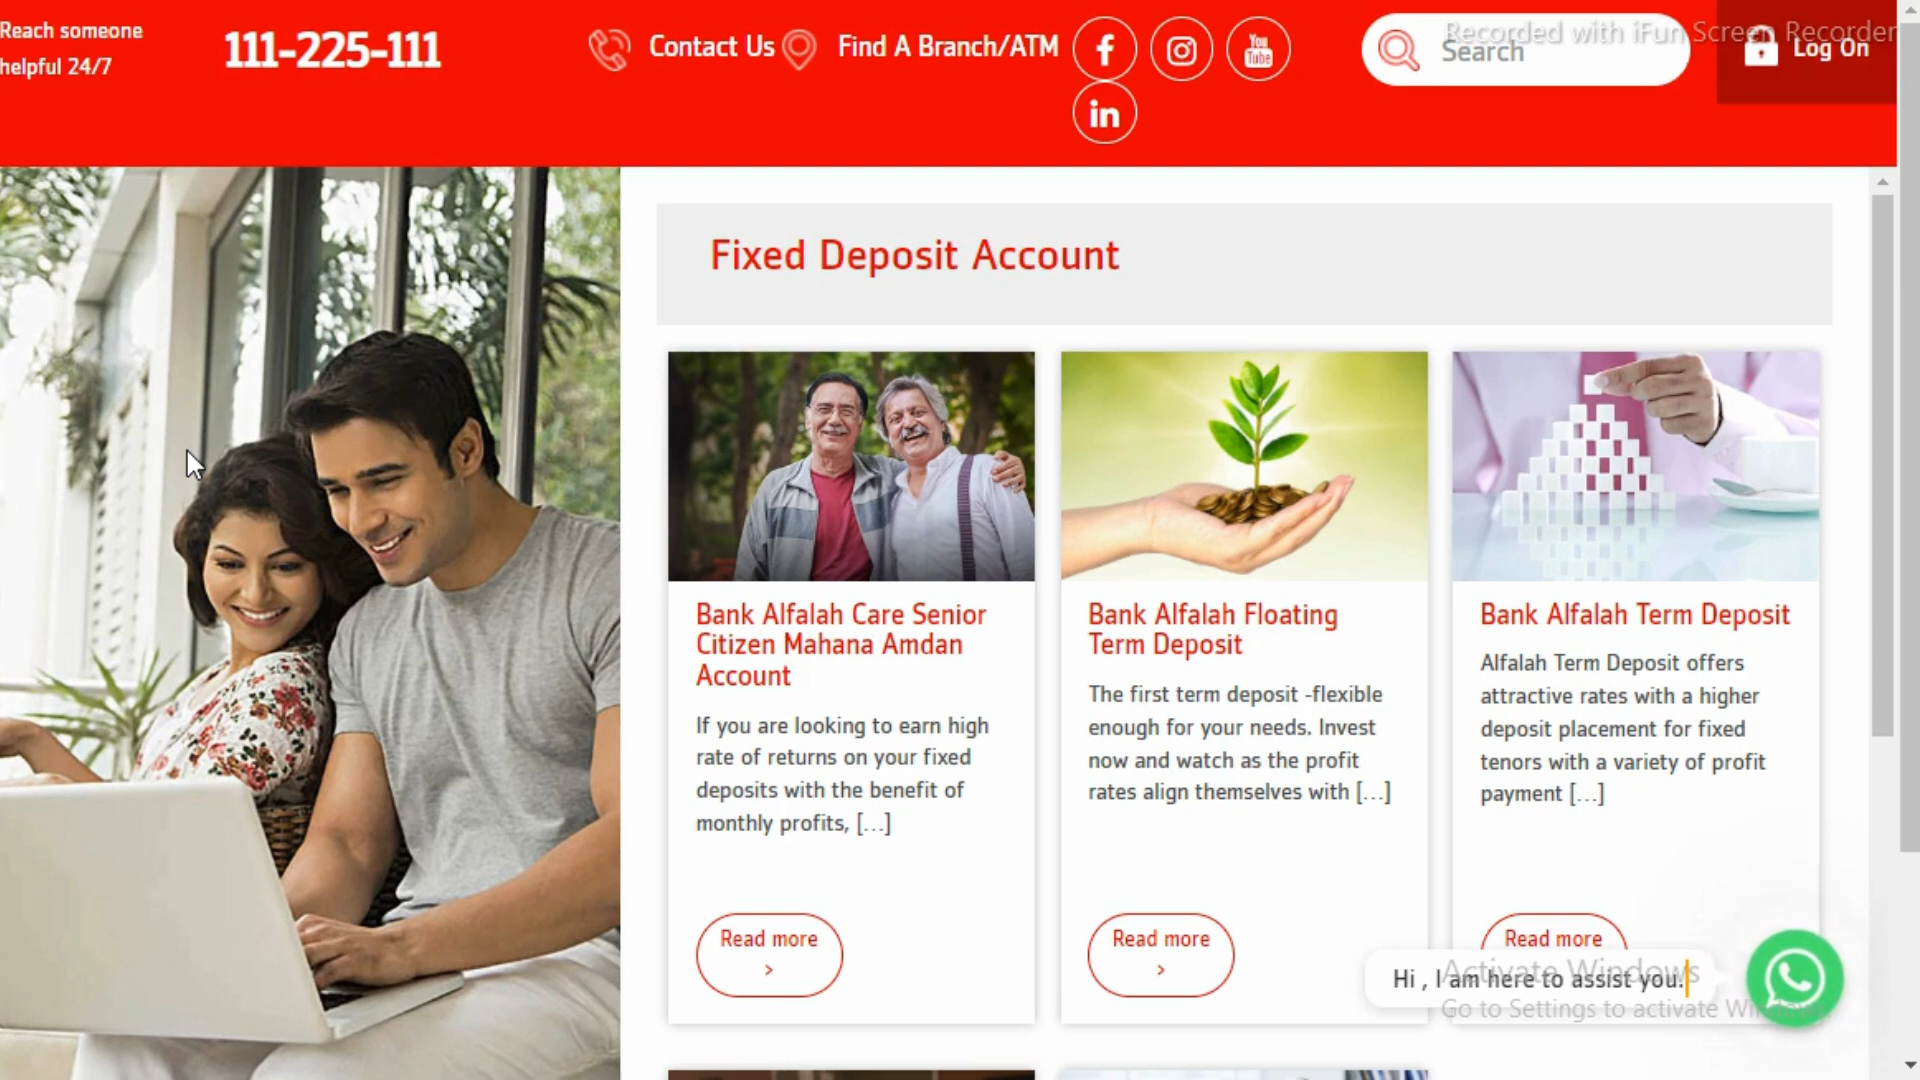 Reach someone
helpful 24/7
111-225-111
Contact Us
Find A Branch/ATM
f
You
Tube
in
Search
Recorded with iFun Screen Recorder
Log On
Fixed Deposit Account
Bank Alfalah Care Senior
Citizen Mahana Amdan
Account
If you are looking to earn high
rate of returns on your fixed
deposits with the benefit of
monthly profits, [...]
Read more
>
Bank Alfalah Floating
Term Deposit
The first term deposit -flexible
enough for your needs. Invest
now and watch as the profit
rates align themselves with [...]
Read more
>
Bank Alfalah Term Deposit
Alfalah Term Deposit offers
attractive rates with a higher
deposit placement for fixed
tenors with a variety of profit
payment [...]
Read more
Hi , I am here to assist you.
Activate Windows
Go to Settings to activate